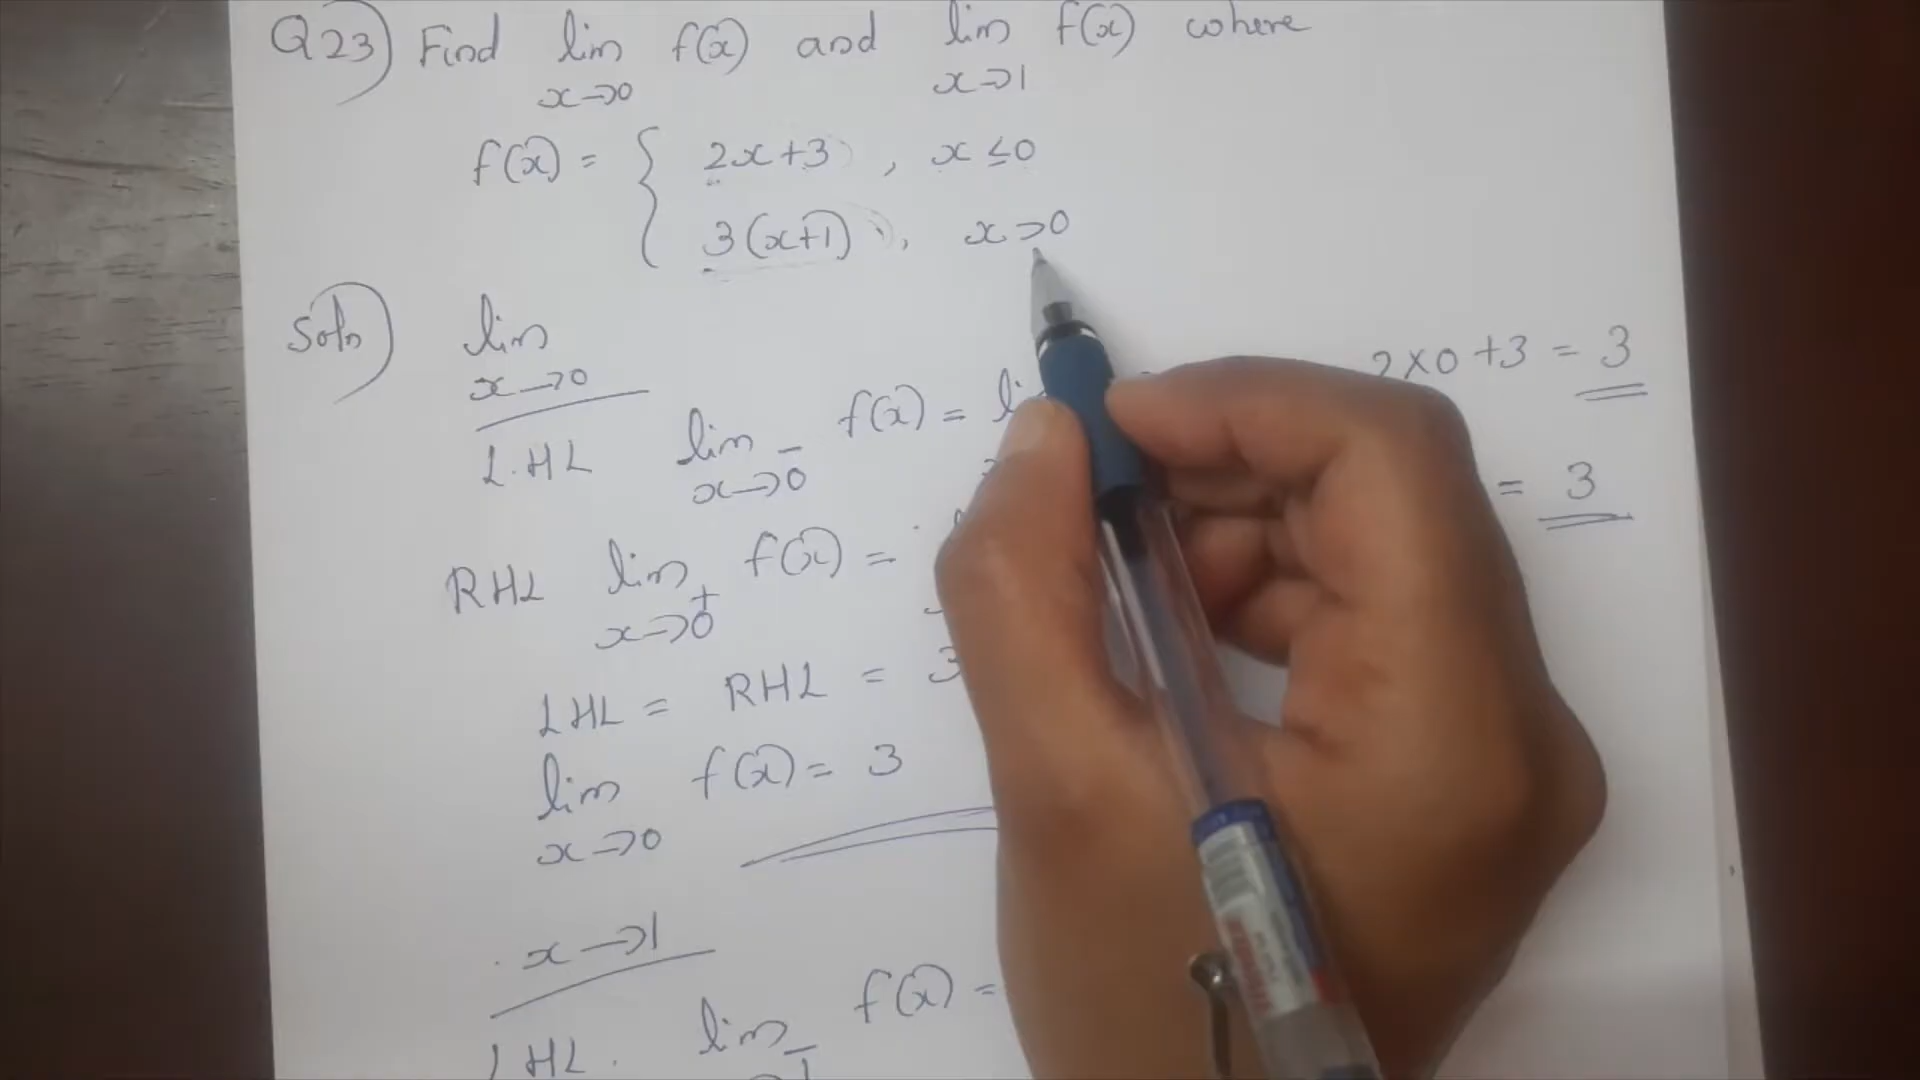 Q23) Find lim f(x) and lim f(x) where
x→0 x→1
f(x) = { 2x+3 , x ≤ 0
3(x+1) , x > 0
Soln) lim
x→0
L.HL lim f(x) = 2×0 +3 = 3
x→0⁻
RHL lim f(x) = = 3
x→0⁺
LHL = RHL = 3
lim f(x) = 3
x→0
x→1
LHL. lim f(x) =